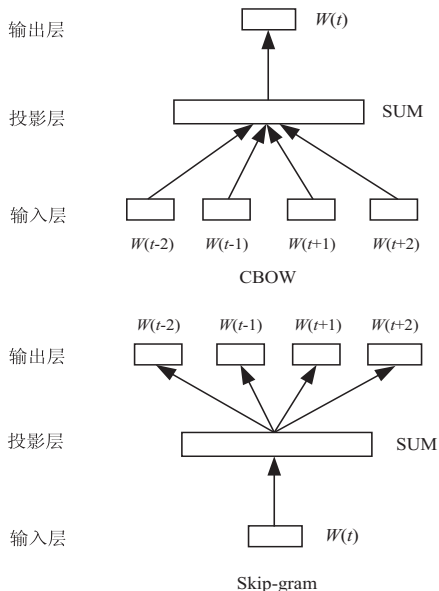 输出层 W(t)
投影层 SUM
输入层
W(t-2) W(t-1) W(t+1) W(t+2)
CBOW
W(t-2) W(t-1) W(t+1) W(t+2)
输出层
投影层 SUM
输入层 W(t)
Skip-gram